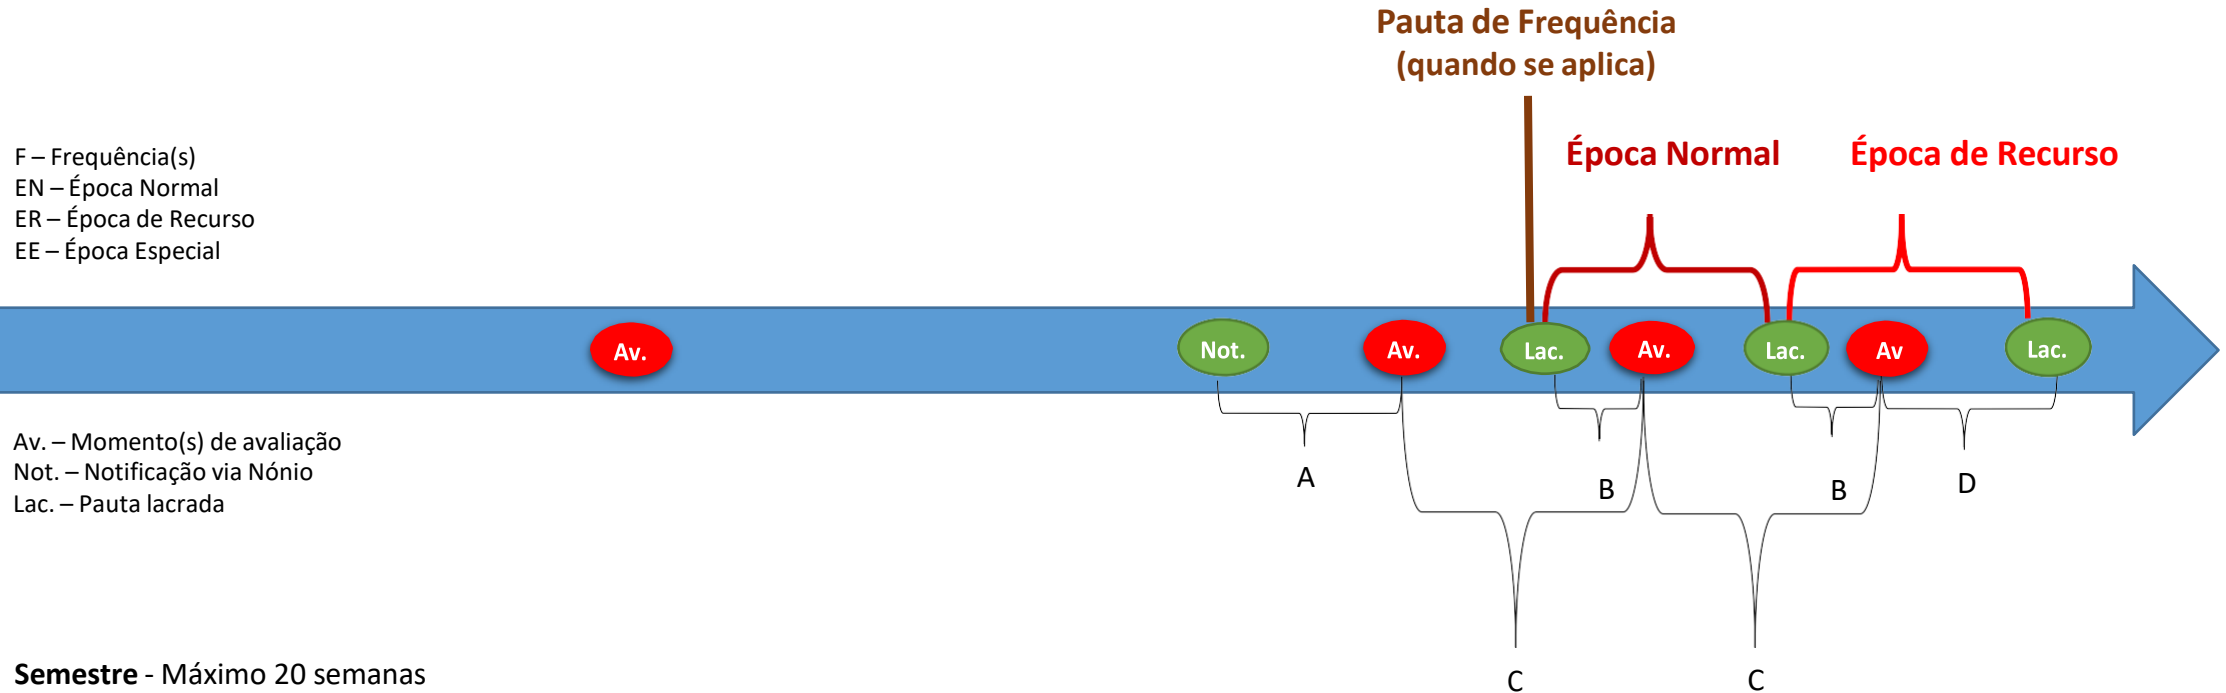 Pauta de Frequência
(quando se aplica)
Época Normal
Época de Recurso
F – Frequência(s)
EN – Época Normal
ER – Época de Recurso
EE – Época Especial
Av.
Not.
Av.
Lac.
Av.
Lac.
Av
Lac.
Av. – Momento(s) de avaliação
Not. – Notificação via Nónio
Lac. – Pauta lacrada
A
B
B
D
C
C
Semestre - Máximo 20 semanas